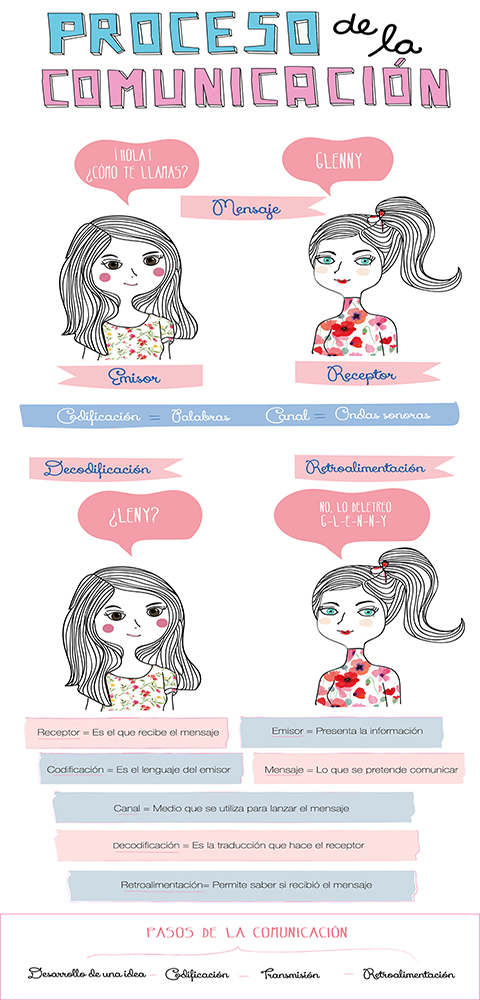 PROCESO de la
COMUNICACIÓN
¡HOLA!
¿CÓMO TE LLAMAS?
GLENNY
Mensaje
Emisor
Receptor
Codificación = Palabras Canal = Ondas sonoras
Decodificación
Retroalimentación
¿LENY?
NO, LO DELETREO
G-L-E-N-N-Y
Receptor = Es el que recibe el mensaje
Emisor = Presenta la información
Codificación = Es el lenguaje del emisor
Mensaje = Lo que se pretende comunicar
Canal = Medio que se utiliza para lanzar el mensaje
Decodificación = Es la traducción que hace el receptor
Retroalimentación= Permite saber si recibió el mensaje
PASOS DE LA COMUNICACIÓN
Desarrollo de una idea – Codificación – Transmisión – Retroalimentación